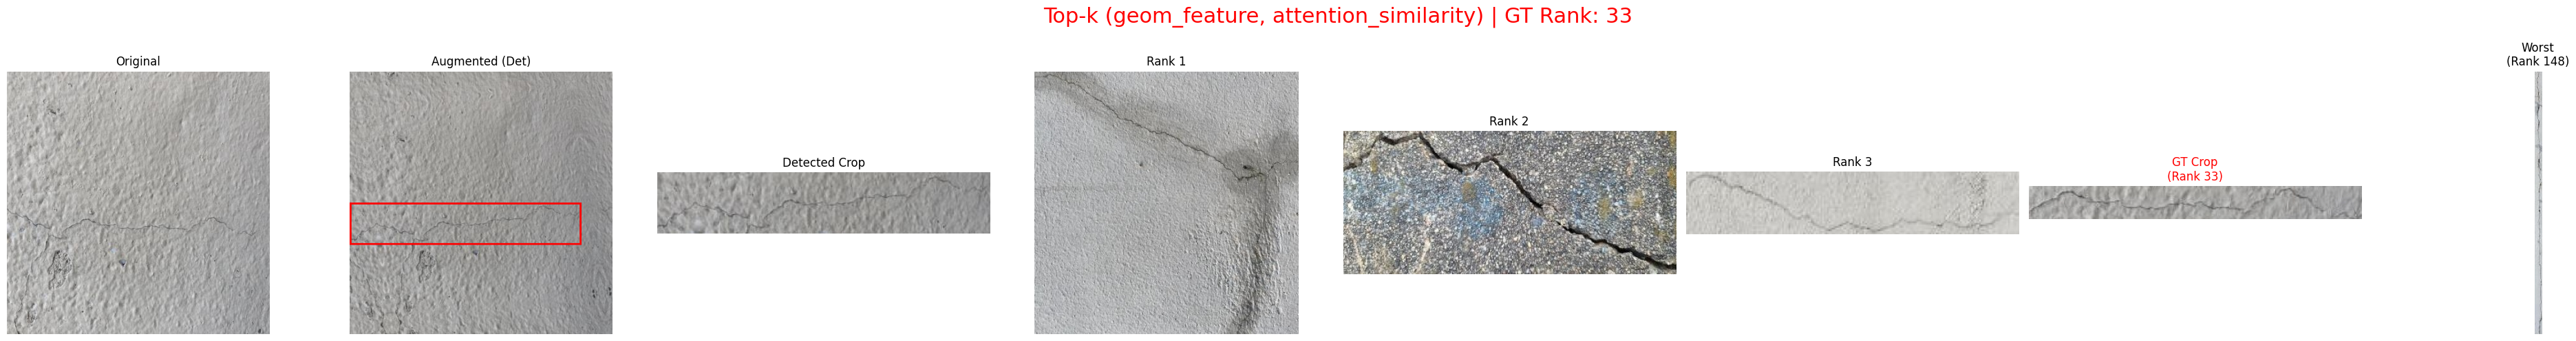 Top-k (geom_feature, attention_similarity) | GT Rank: 33
Original
Augmented (Det)
Detected Crop
Rank 1
Rank 2
Rank 3
GT Crop
(Rank 33)
Worst
(Rank 148)